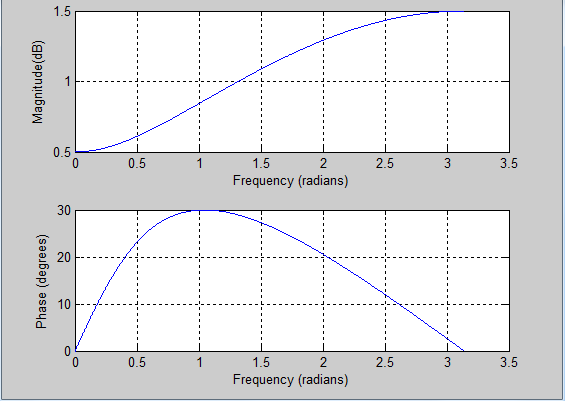 1.5
1
0.5
Magnitude(dB)
0 0.5 1 1.5 2 2.5 3 3.5
Frequency (radians)
30
20
10
0
Phase (degrees)
0 0.5 1 1.5 2 2.5 3 3.5
Frequency (radians)